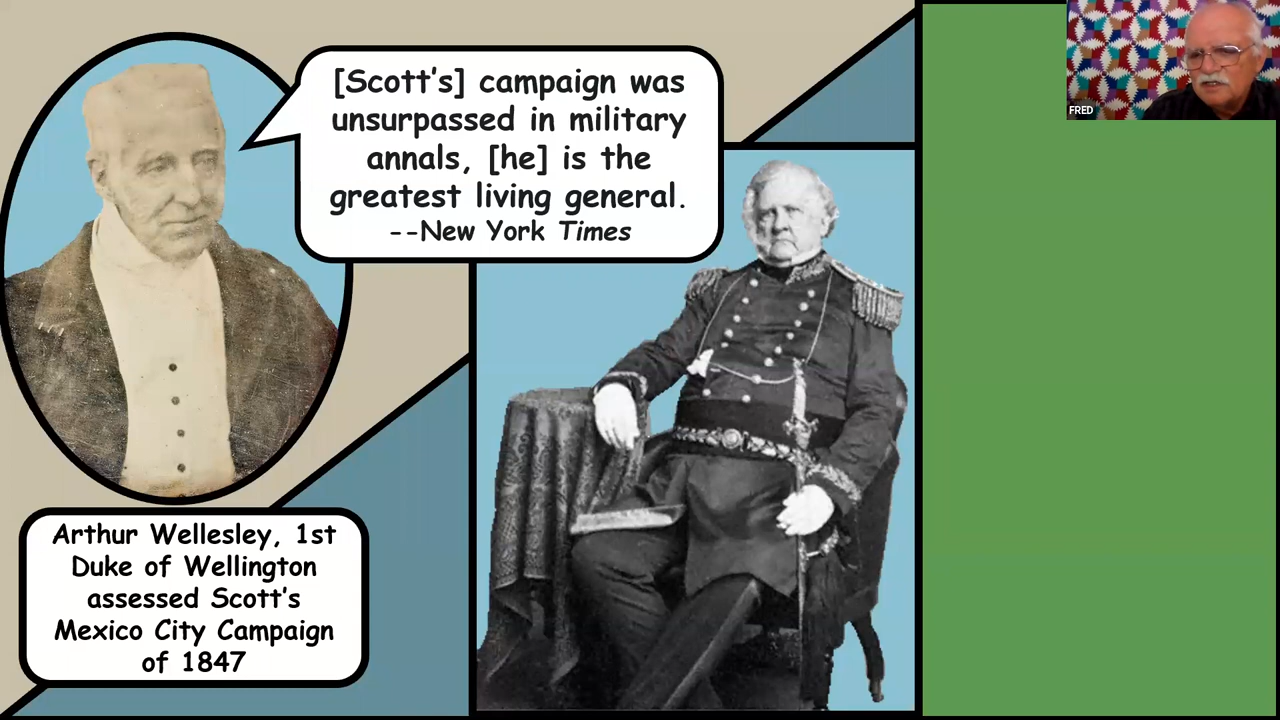 [Scott's] campaign was
unsurpassed in military
annals, [he] is the
greatest living general.
--New York Times
FRED
Arthur Wellesley, 1st
Duke of Wellington
assessed Scott's
Mexico City Campaign
of 1847